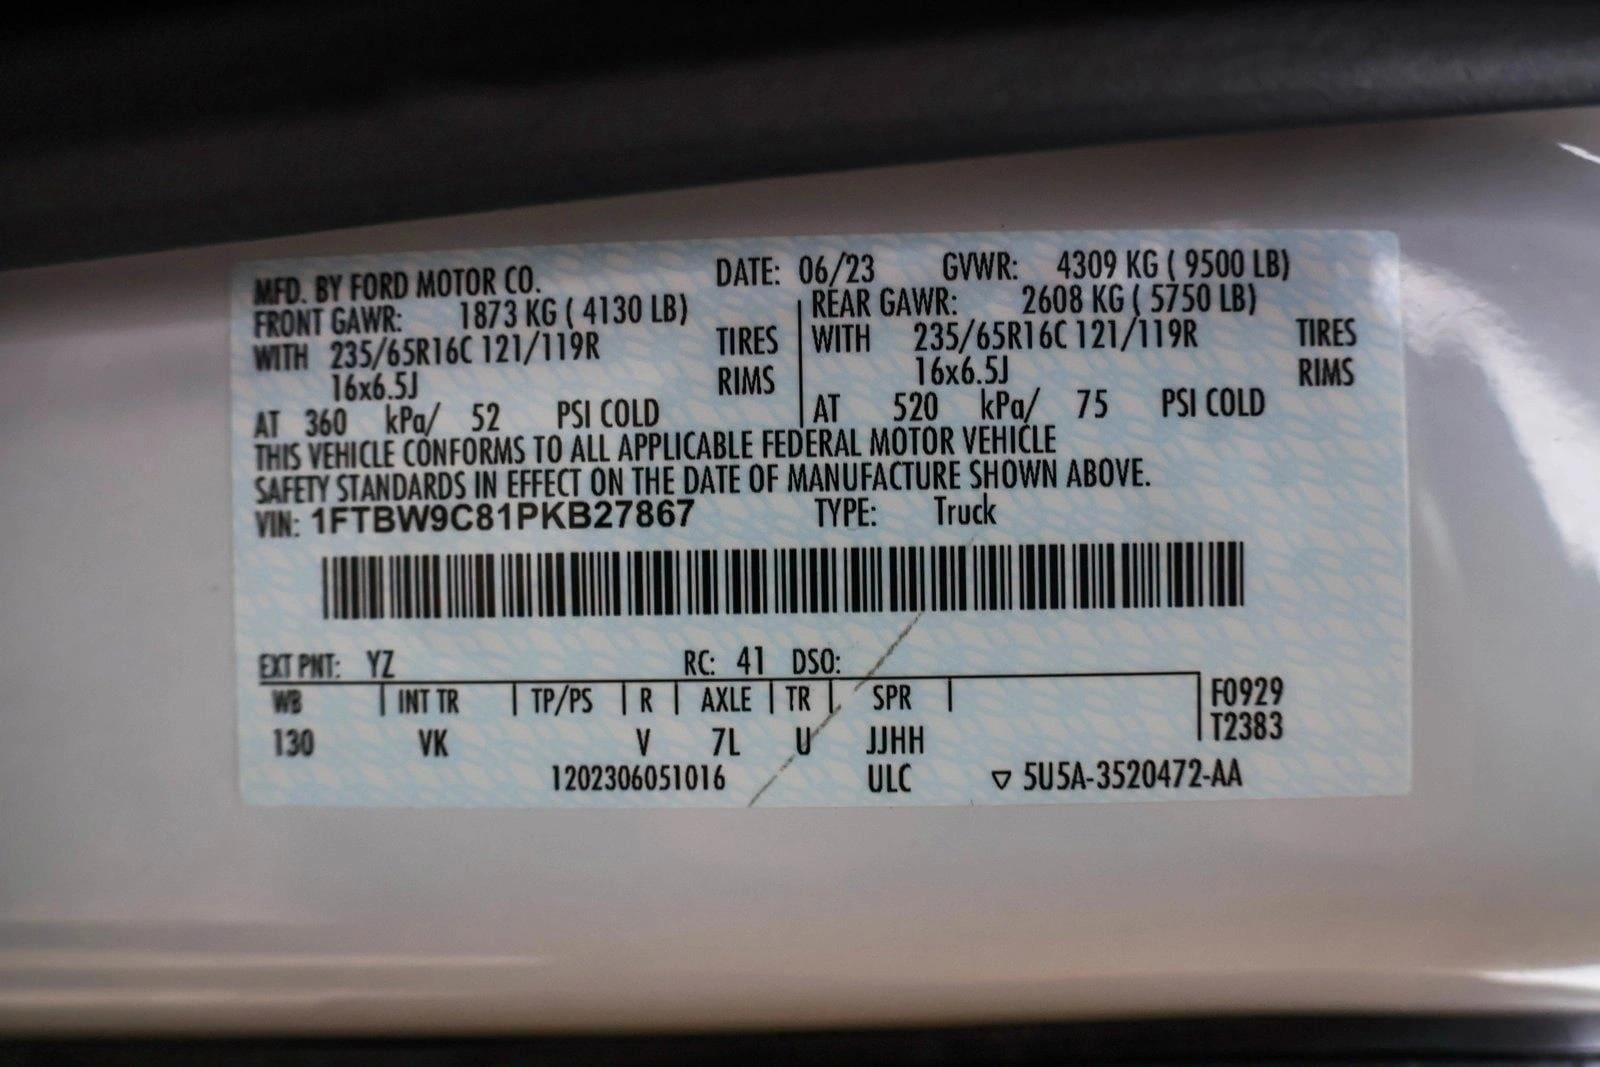 MFD. BY FORD MOTOR CO. DATE: 06/23 GVWR: 4309 KG ( 9500 LB)
FRONT GAWR: 1873 KG ( 4130 LB) REAR GAWR: 2608 KG ( 5750 LB)
WITH 235/65R16C 121/119R TIRES WITH 235/65R16C 121/119R TIRES
16x6.5J RIMS 16x6.5J RIMS
AT 360 kPa/ 52 PSI COLD AT 520 kPa/ 75 PSI COLD
THIS VEHICLE CONFORMS TO ALL APPLICABLE FEDERAL MOTOR VEHICLE
SAFETY STANDARDS IN EFFECT ON THE DATE OF MANUFACTURE SHOWN ABOVE.
VIN: 1FTBW9C81PKB27867 TYPE: Truck
EXT PNT: YZ RC: 41 DSO:
WB INT TR TP/PS R AXLE TR SPR F0929
T2383
130 VK V 7L U JJHH
1202306051016 ULC ▽ 5U5A-3520472-AA